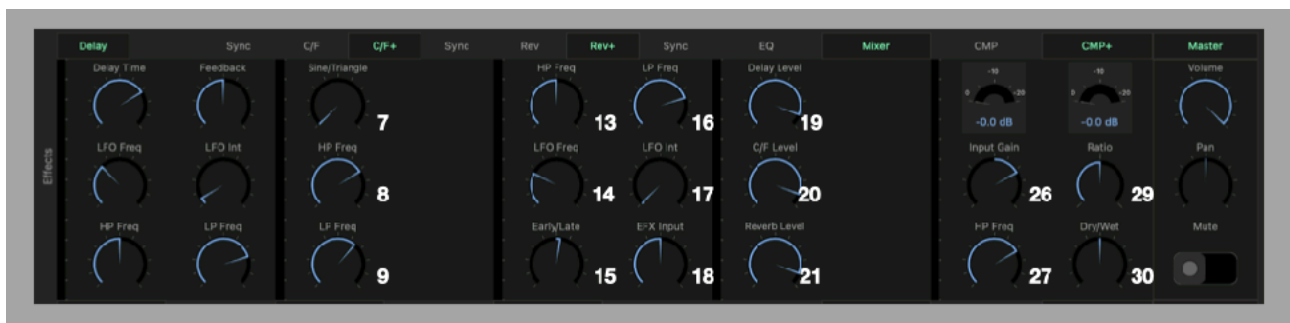 Delay Sync C/F C/F+ Sync Rev Rev+ Sync EQ Mixer CMP CMP+ Master
Delay Time Feedback Sine/Triangle HP Freq LP Freq Delay Level -10 -10 Volume
0 -20 0 -20
7 13 16 19 -0.0 dB -0.0 dB
LFO Freq LFO Int HP Freq LFO Freq LFO Int C/F Level Input Gain Ratio Pan
Effects
8 14 17 20 26 29
HP Freq LP Freq LP Freq Early/Late EFX Input Reverb Level HP Freq Dry/Wet Mute
9 15 18 21 27 30